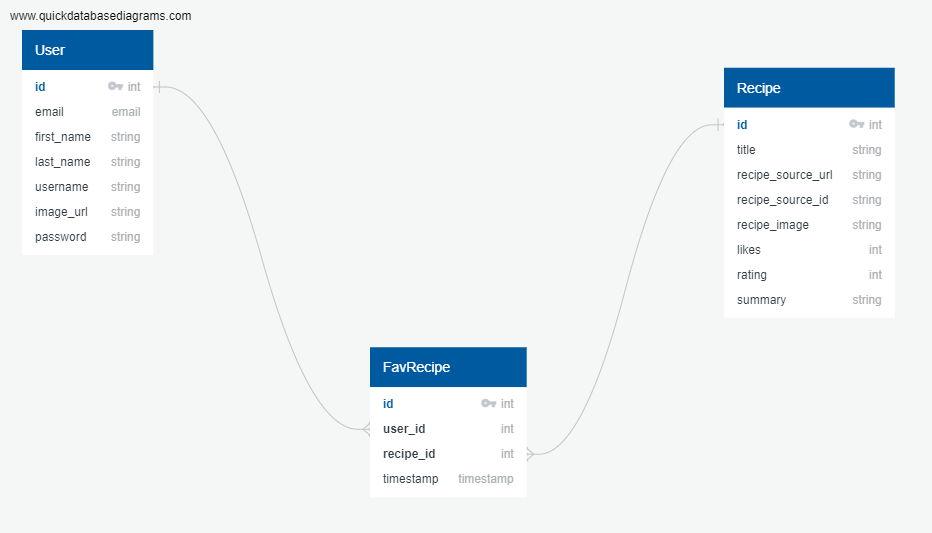 www.quickdatabasediagrams.com
User
id int
email email
first_name string
last_name string
username string
image_url string
password string
Recipe
id int
title string
recipe_source_url string
recipe_source_id string
recipe_image string
likes int
rating int
summary string
FavRecipe
id int
user_id int
recipe_id int
timestamp timestamp